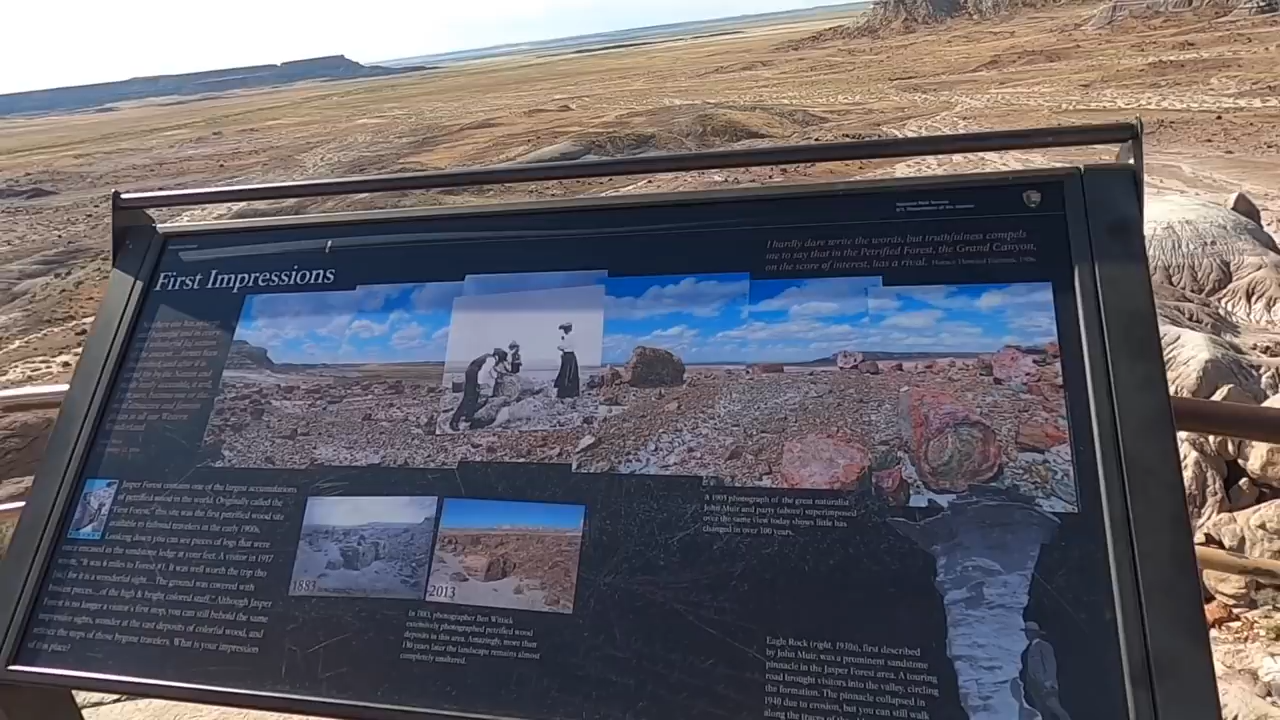 National Park Service
U.S. Department of the Interior
I hardly dare write the words, but truthfulness compels
me to say that in the Petrified Forest, the Grand Canyon,
on the score of interest, has a rival.
First Impressions
Jasper Forest contains one of the largest accumulations
of petrified wood in the world. Originally called the
"First Forest," this site was the first petrified wood site
available to railroad travelers in the early 1900s.
Looking down you can see pieces of logs that were
once encased in the sandstone ledge at your feet. A visitor in 1917
wrote, "It was 6 miles to Forest #1. It was well worth the trip tho
for it is a wonderful sight... The ground was covered with
broken pieces...of the high & bright colored stuff." Although Jasper
Forest is no longer a visitor's first stop, you can still behold the same
impressive sights, wonder at the vast deposits of colorful wood, and
retrace the steps of those bygone travelers. What is your impression
of this place?
1883
2013
In 1883, photographer Ben Wittick
extensively photographed petrified wood
deposits in this area. Amazingly, more than
130 years later the landscape remains almost
completely unaltered.
A 1905 photograph of the great naturalist
John Muir and party (above) superimposed
over the same view today shows little has
changed in over 100 years.
Eagle Rock (right, 1930s), first described
by John Muir, was a prominent sandstone
pinnacle in the Jasper Forest area. A touring
road brought visitors into the valley, circling
the formation. The pinnacle collapsed in
1940 due to erosion, but you can still walk
along the traces of the